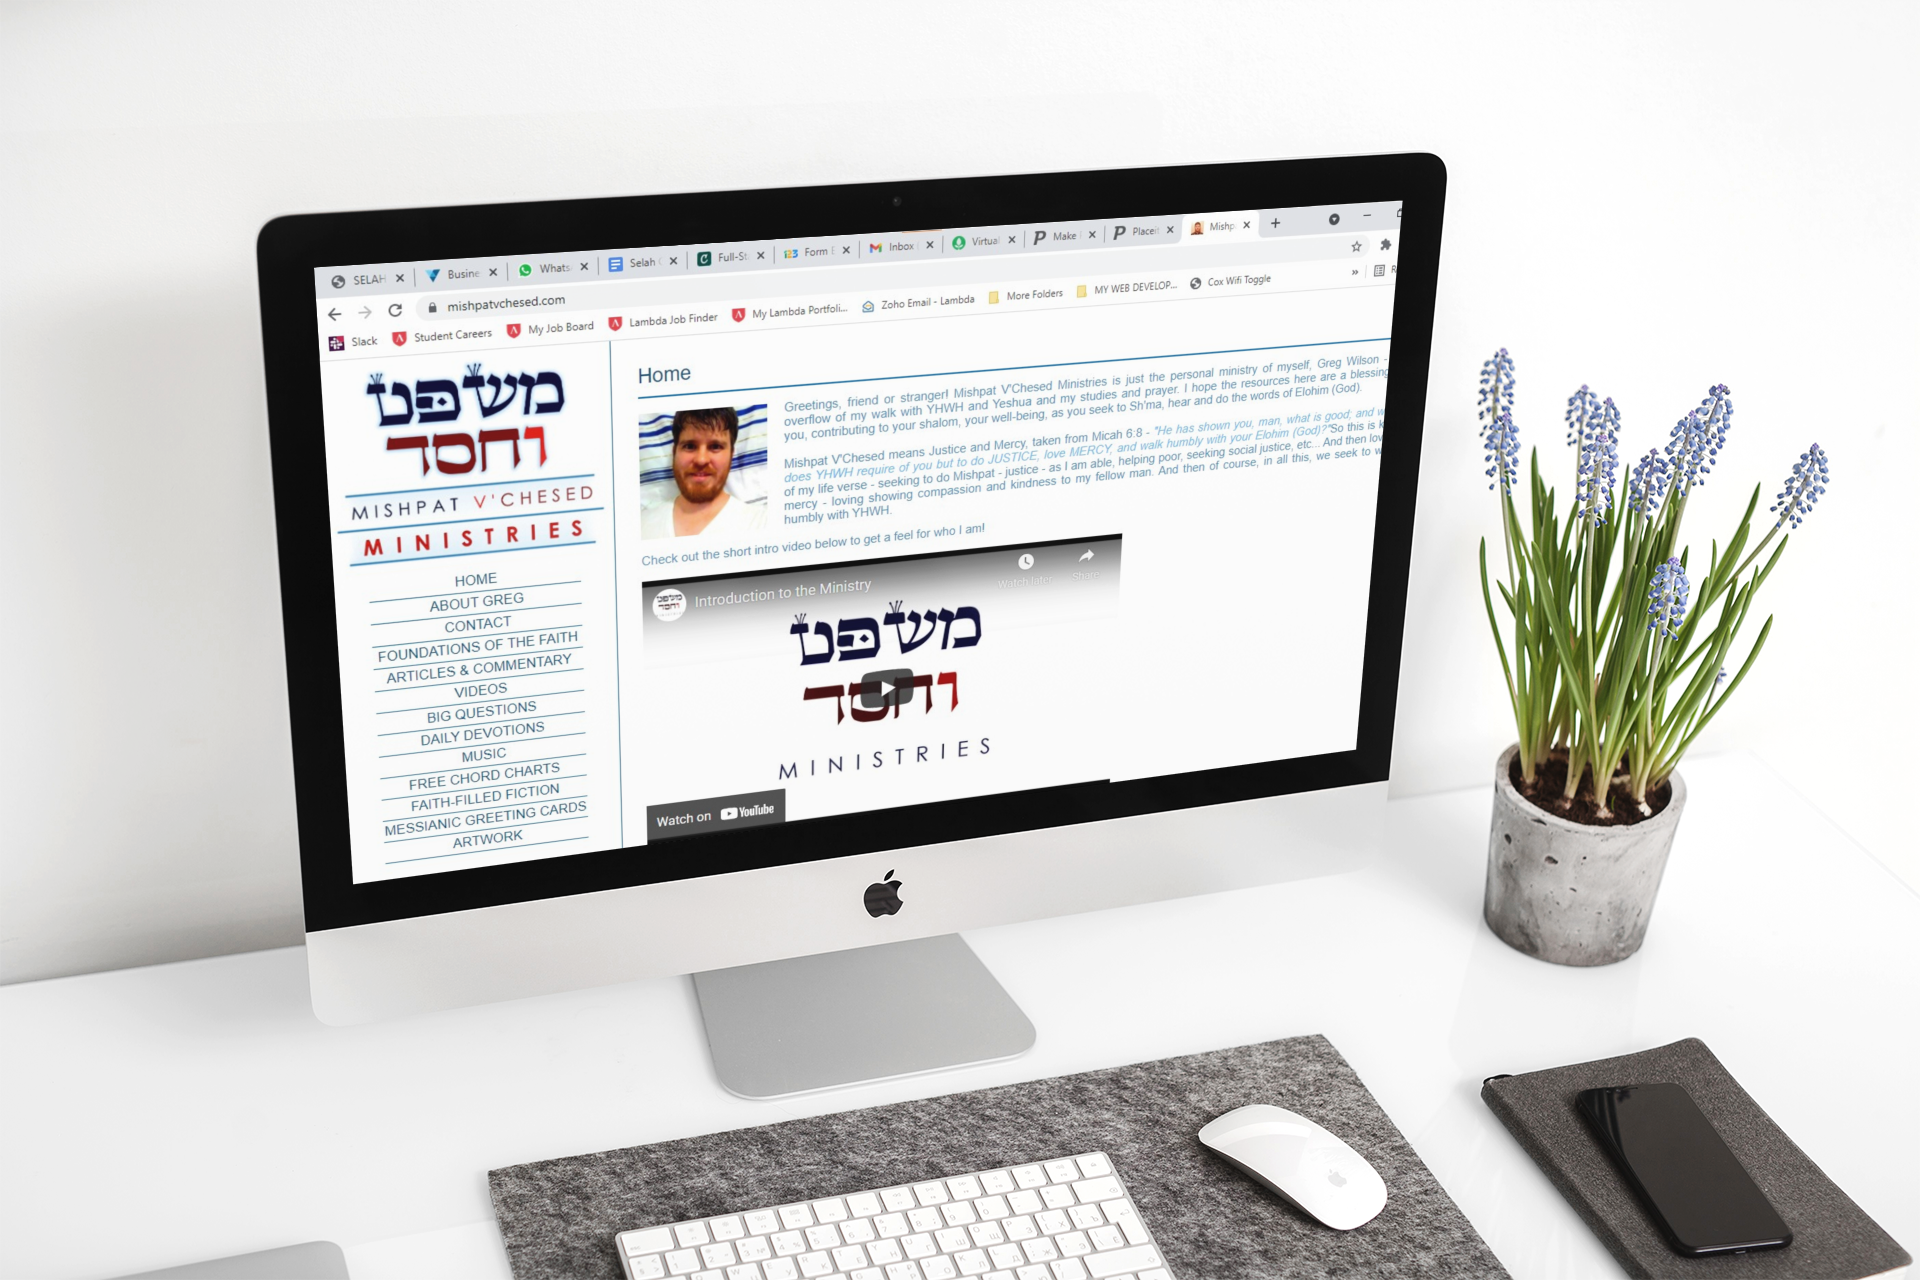 SELAH
Busine
Whats
Selah
Full-St
123 Form
Inbox
Virtual
Make
Placeit
Mishp
mishpatvchesed.com
Slack
Student Careers
My Job Board
Lambda Job Finder
My Lambda Portfoli...
Zoho Email - Lambda
More Folders
MY WEB DEVELOP...
Cox Wifi Toggle
»
משפט
וחסד
MISHPAT V'CHESED
MINISTRIES
HOME
ABOUT GREG
CONTACT
FOUNDATIONS OF THE FAITH
ARTICLES & COMMENTARY
VIDEOS
BIG QUESTIONS
DAILY DEVOTIONS
MUSIC
FREE CHORD CHARTS
FAITH-FILLED FICTION
MESSIANIC GREETING CARDS
ARTWORK
Home
Greetings, friend or stranger! Mishpat V'Chesed Ministries is just the personal ministry of myself, Greg Wilson -
overflow of my walk with YHWH and Yeshua and my studies and prayer. I hope the resources here are a blessing
you, contributing to your shalom, your well-being, as you seek to Sh'ma, hear and do the words of Elohim (God).
Mishpat V'Chesed means Justice and Mercy, taken from Micah 6:8 - "He has shown you, man, what is good; and w
does YHWH require of you but to do JUSTICE, love MERCY, and walk humbly with your Elohim (God)?"So this is k
of my life verse - seeking to do Mishpat - justice - as I am able, helping poor, seeking social justice, etc... And then lov
mercy - loving showing compassion and kindness to my fellow man. And then of course, in all this, we seek to w
humbly with YHWH.
Check out the short intro video below to get a feel for who I am!
Introduction to the Ministry
Watch later
Share
משפט
וחסד
MINISTRIES
Watch on YouTube